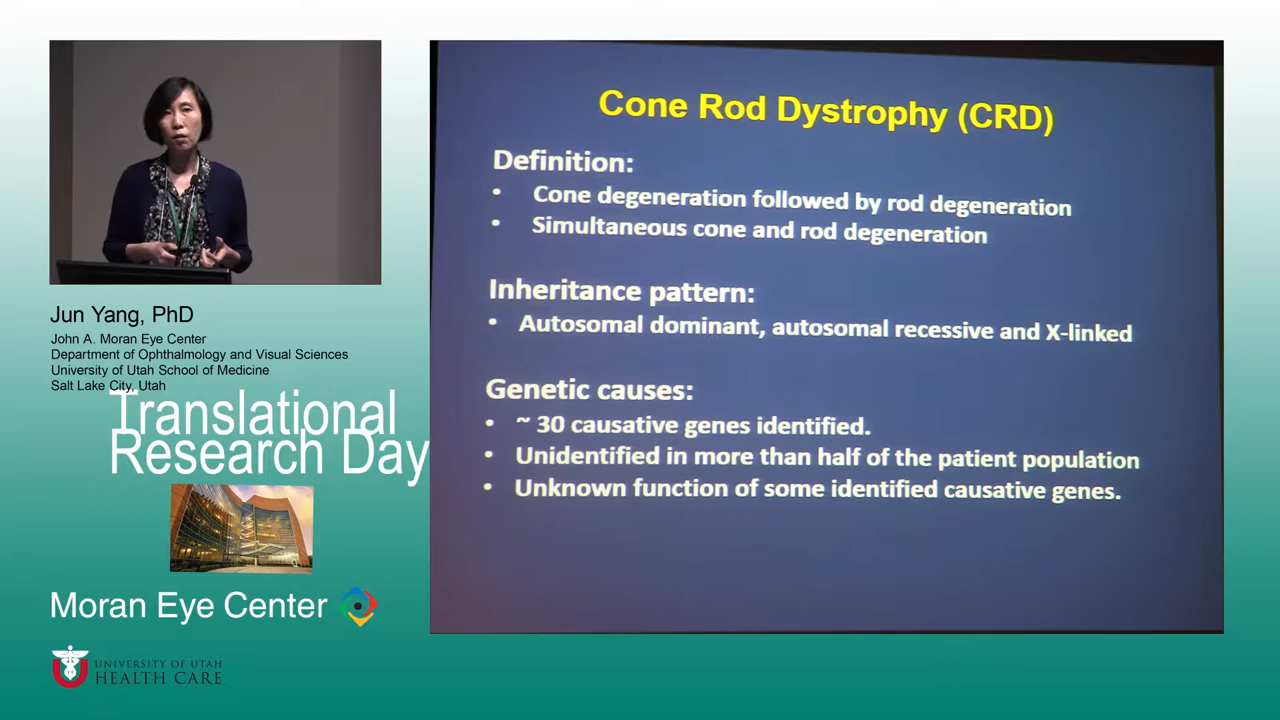 Cone Rod Dystrophy (CRD)
Definition:
• Cone degeneration followed by rod degeneration
• Simultaneous cone and rod degeneration
Inheritance pattern:
• Autosomal dominant, autosomal recessive and X-linked
Genetic causes:
• ~ 30 causative genes identified.
• Unidentified in more than half of the patient population
• Unknown function of some identified causative genes.
Jun Yang, PhD
John A. Moran Eye Center
Department of Ophthalmology and Visual Sciences
University of Utah School of Medicine
Salt Lake City, Utah
Translational
Research Day
Moran Eye Center
UNIVERSITY OF UTAH
HEALTH CARE